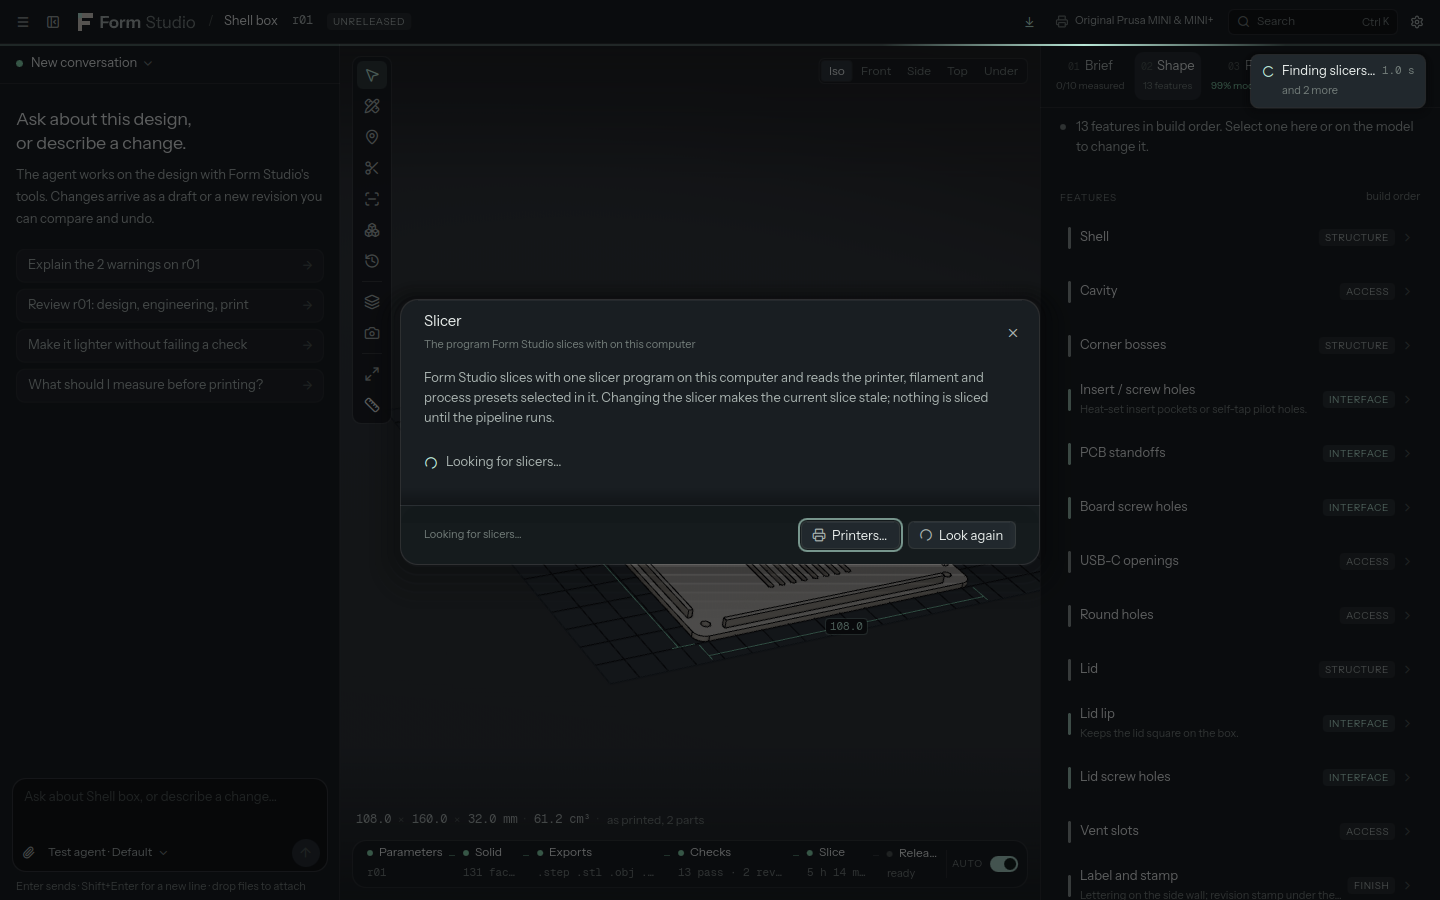 Form Studio / Shell box r01 UNRELEASED
Original Prusa MINI & MINI+
Search Ctrl K
New conversation
Ask about this design,
or describe a change.
The agent works on the design with Form Studio's
tools. Changes arrive as a draft or a new revision you
can compare and undo.
Explain the 2 warnings on r01
Review r01: design, engineering, print
Make it lighter without failing a check
What should I measure before printing?
Ask about Shell box, or describe a change...
Test agent · Default
Enter sends · Shift+Enter for a new line · drop files to attach
Iso Front Side Top Under
Slicer
The program Form Studio slices with on this computer
Form Studio slices with one slicer program on this computer and reads the printer, filament and
process presets selected in it. Changing the slicer makes the current slice stale; nothing is sliced
until the pipeline runs.
Looking for slicers...
Looking for slicers...
Printers...
Look again
108.0
108.0 × 160.0 × 32.0 mm · 61.2 cm³ · as printed, 2 parts
Parameters ... Solid ... Exports ... Checks ... Slice ... Relea...
r01 131 fac... .step .stl .obj ... 13 pass · 2 rev... 5 h 14 m... ready
AUTO
01 Brief 02 Shape 03
0/10 measured 13 features
Finding slicers... 1.0 s
and 2 more
13 features in build order. Select one here or on the model
to change it.
FEATURES build order
Shell STRUCTURE
Cavity ACCESS
Corner bosses STRUCTURE
Insert / screw holes INTERFACE
Heat-set insert pockets or self-tap pilot holes.
PCB standoffs INTERFACE
Board screw holes INTERFACE
USB-C openings ACCESS
Round holes ACCESS
Lid STRUCTURE
Lid lip INTERFACE
Keeps the lid square on the box.
Lid screw holes INTERFACE
Vent slots ACCESS
Label and stamp FINISH
Lettering on the side wall; revision stamp under the...